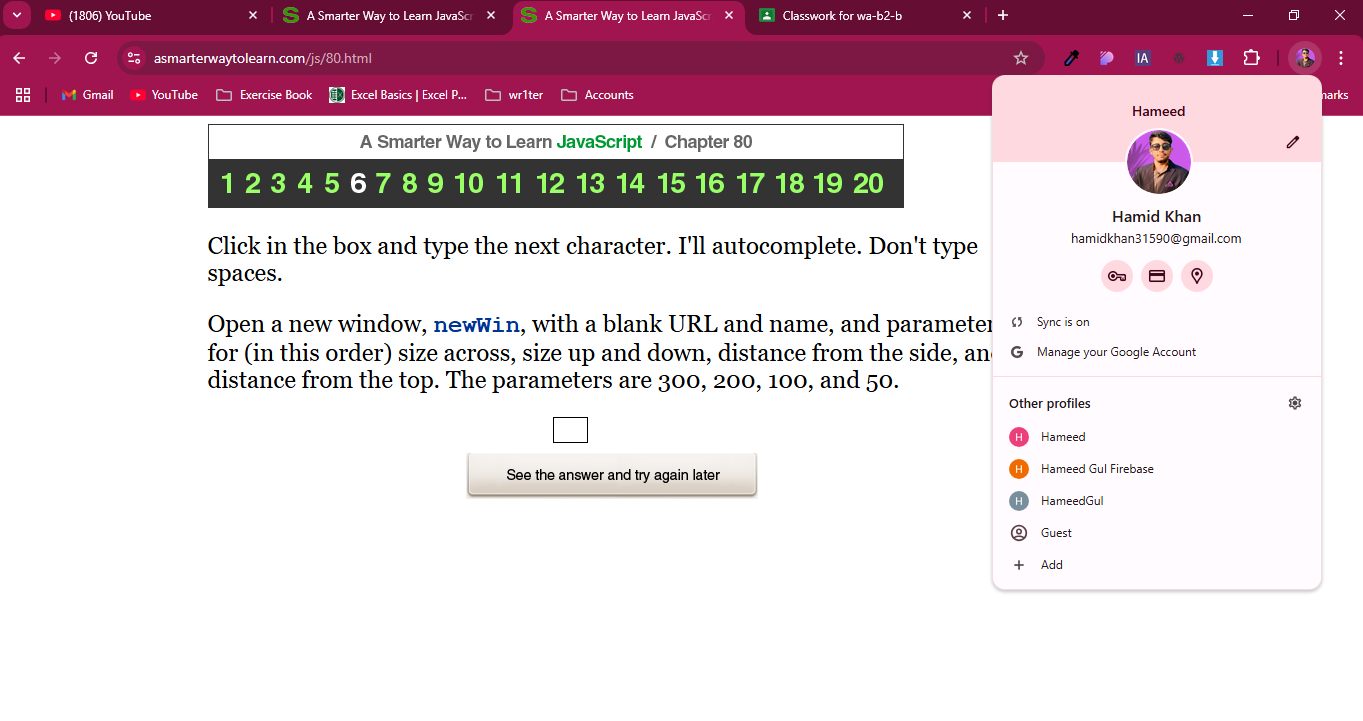 (1806) YouTube
A Smarter Way to Learn JavaSc
A Smarter Way to Learn JavaSc
Classwork for wa-b2-b
asmarterwaytolearn.com/js/80.html
IA
Gmail
YouTube
Exercise Book
Excel Basics | Excel P...
wr1ter
Accounts
marks
A Smarter Way to Learn JavaScript / Chapter 80
1 2 3 4 5 6 7 8 9 10 11 12 13 14 15 16 17 18 19 20
Click in the box and type the next character. I'll autocomplete. Don't type
spaces.
Open a new window, newWin, with a blank URL and name, and parameter
for (in this order) size across, size up and down, distance from the side, an
distance from the top. The parameters are 300, 200, 100, and 50.
See the answer and try again later
Hameed
Hamid Khan
hamidkhan31590@gmail.com
Sync is on
G Manage your Google Account
Other profiles
H Hameed
H Hameed Gul Firebase
H HameedGul
Guest
Add